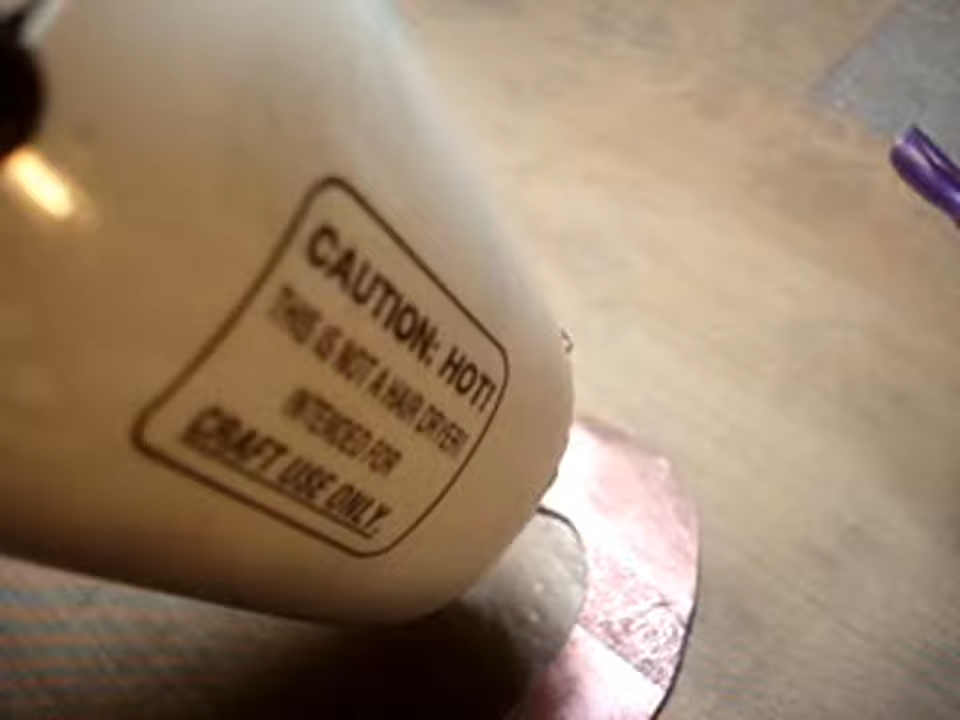 CAUTION: HOT!
THIS IS NOT A HAIR DRYER!
INTENDED FOR
CRAFT USE ONLY.